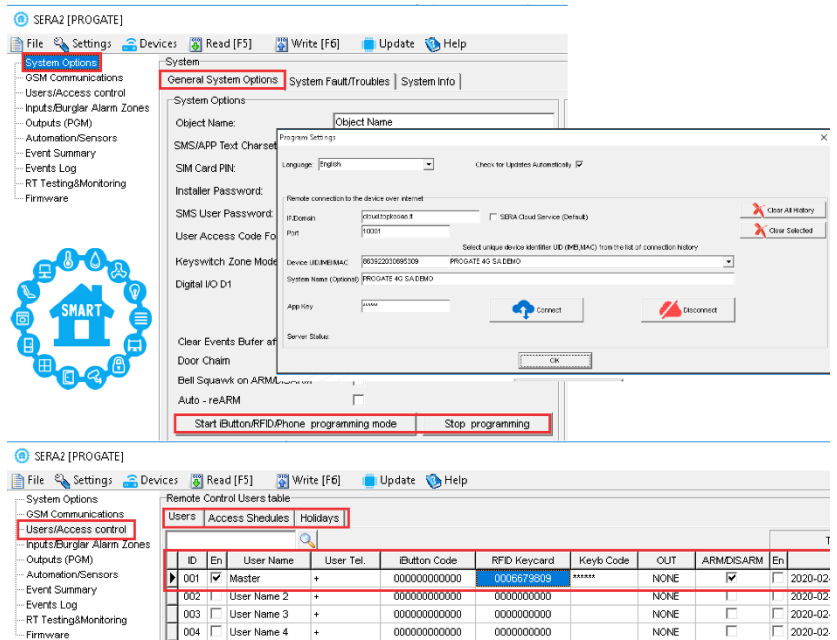 SERA2 [PROGATE]
File Settings Devices Read [F5] Write [F6] Update Help
System Options
GSM Communications
Users/Access control
Inputs/Burglar Alarm Zones
Outputs (PGM)
Automation/Sensors
Event Summary
Events Log
RT Testing&Monitoring
Firmware
SMART
System
General System Options System Fault/Troubles System Info
System Options
Object Name: Object Name
SMS/APP Text Charset
SIM Card PIN:
Installer Password:
SMS User Password:
User Access Code Fo
Keyswitch Zone Mode
Digital I/O D1
Clear Events Bufer af
Door Chaim
Bell Squawk on ARM/DISARM
Auto - reARM
Start iButton/RFID/Phone programming mode Stop programming
Program Settings
Language: English Check for Updates Automatically
Remote connection to the device over internet
IP/Domain cloud.topkodas.lt SERA Cloud Service (Default)
Port 10001
Clear All History
Clear Selected
Select unique device identifier UID (IMEI,MAC) from the list of connection history
Device UID/IMEI/MAC 863922030695309 PROGATE 4G SA DEMO
System Name (Optional) PROGATE 4G SA DEMO
App Key ****** Connect Disconnect
Server Status:
OK
SERA2 [PROGATE]
File Settings Devices Read [F5] Write [F6] Update Help
System Options
GSM Communications
Users/Access control
Inputs/Burglar Alarm Zones
Outputs (PGM)
Automation/Sensors
Event Summary
Events Log
RT Testing&Monitoring
Firmware
Remote Control Users table
Users Access Shedules Holidays
T
ID En User Name User Tel. iButton Code RFID Keycard Keyb Code OUT ARM/DISARM En
001 Master + 000000000000 0006679809 ****** NONE 2020-02-
002 User Name 2 + 000000000000 0000000000 NONE 2020-02-
003 User Name 3 + 000000000000 0000000000 NONE 2020-02-
004 User Name 4 + 000000000000 0000000000 NONE 2020-02-